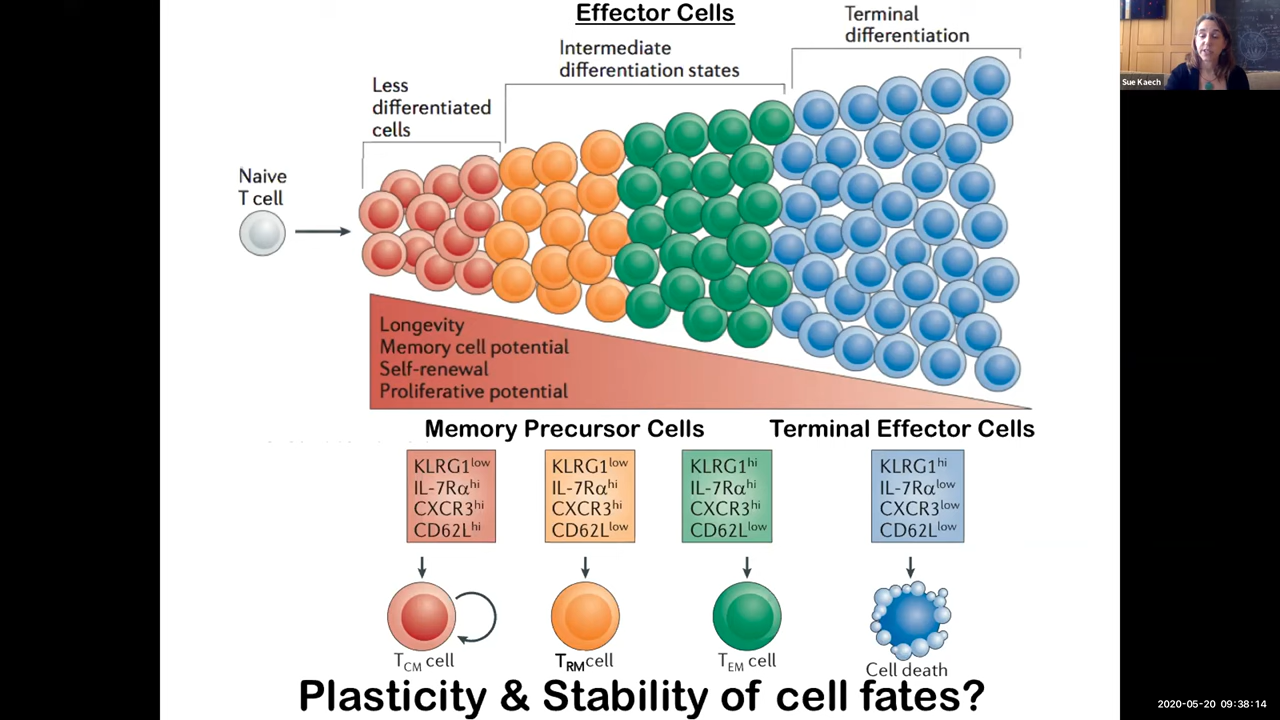 Effector Cells
Terminal
differentiation
Intermediate
differentiation states
Less
differentiated
cells
Naive
T cell
Longevity
Memory cell potential
Self-renewal
Proliferative potential
Memory Precursor Cells
Terminal Effector Cells
KLRG1low
IL-7Rαhi
CXCR3hi
CD62Lhi
KLRG1low
IL-7Rαhi
CXCR3hi
CD62Llow
KLRG1hi
IL-7Rαhi
CXCR3hi
CD62Llow
KLRG1hi
IL-7Rαlow
CXCR3low
CD62Llow
TCM cell
TRMcell
TEM cell
Cell death
Plasticity & Stability of cell fates?
Sue Kaech
2020-05-20 09:38:14